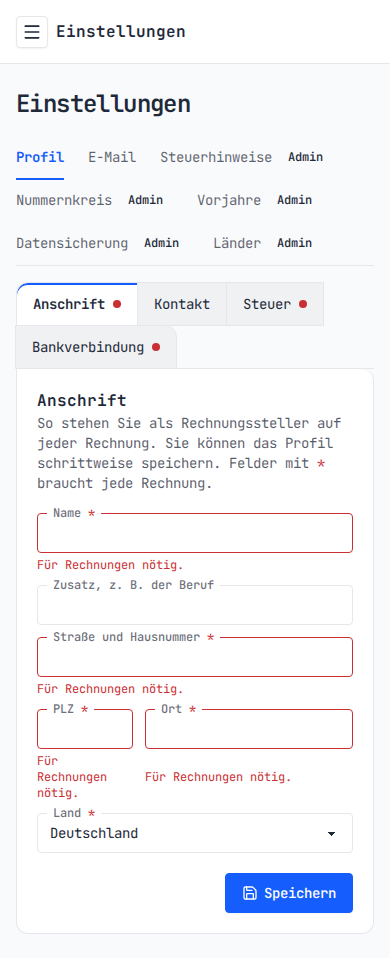 Einstellungen
Einstellungen
Profil E-Mail Steuerhinweise Admin
Nummernkreis Admin Vorjahre Admin
Datensicherung Admin Länder Admin
Anschrift Kontakt Steuer
Bankverbindung
Anschrift
So stehen Sie als Rechnungssteller auf
jeder Rechnung. Sie können das Profil
schrittweise speichern. Felder mit *
braucht jede Rechnung.
Name *
Für Rechnungen nötig.
Zusatz, z. B. der Beruf
Straße und Hausnummer *
Für Rechnungen nötig.
PLZ * Ort *
Für
Rechnungen Für Rechnungen nötig.
nötig.
Land *
Deutschland
Speichern